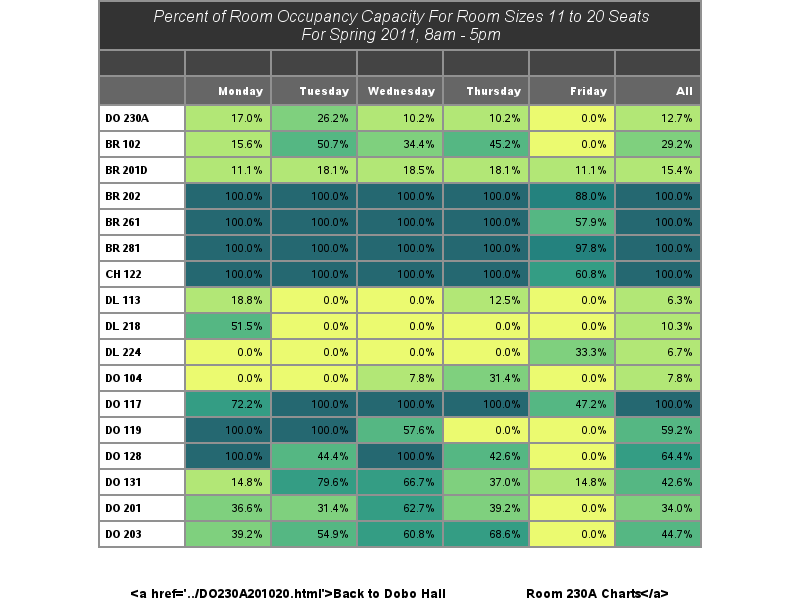 Percent of Room Occupancy Capacity For Room Sizes 11 to 20 Seats
For Spring 2011, 8am - 5pm
Monday Tuesday Wednesday Thursday Friday All
DO 230A 17.0% 26.2% 10.2% 10.2% 0.0% 12.7%
BR 102 15.6% 50.7% 34.4% 45.2% 0.0% 29.2%
BR 201D 11.1% 18.1% 18.5% 18.1% 11.1% 15.4%
BR 202 100.0% 100.0% 100.0% 100.0% 88.0% 100.0%
BR 261 100.0% 100.0% 100.0% 100.0% 57.9% 100.0%
BR 281 100.0% 100.0% 100.0% 100.0% 97.8% 100.0%
CH 122 100.0% 100.0% 100.0% 100.0% 60.8% 100.0%
DL 113 18.8% 0.0% 0.0% 12.5% 0.0% 6.3%
DL 218 51.5% 0.0% 0.0% 0.0% 0.0% 10.3%
DL 224 0.0% 0.0% 0.0% 0.0% 33.3% 6.7%
DO 104 0.0% 0.0% 7.8% 31.4% 0.0% 7.8%
DO 117 72.2% 100.0% 100.0% 100.0% 47.2% 100.0%
DO 119 100.0% 100.0% 57.6% 0.0% 0.0% 59.2%
DO 128 100.0% 44.4% 100.0% 42.6% 0.0% 64.4%
DO 131 14.8% 79.6% 66.7% 37.0% 14.8% 42.6%
DO 201 36.6% 31.4% 62.7% 39.2% 0.0% 34.0%
DO 203 39.2% 54.9% 60.8% 68.6% 0.0% 44.7%
<a href='../DO230A201020.html'>Back to Dobo Hall Room 230A Charts</a>